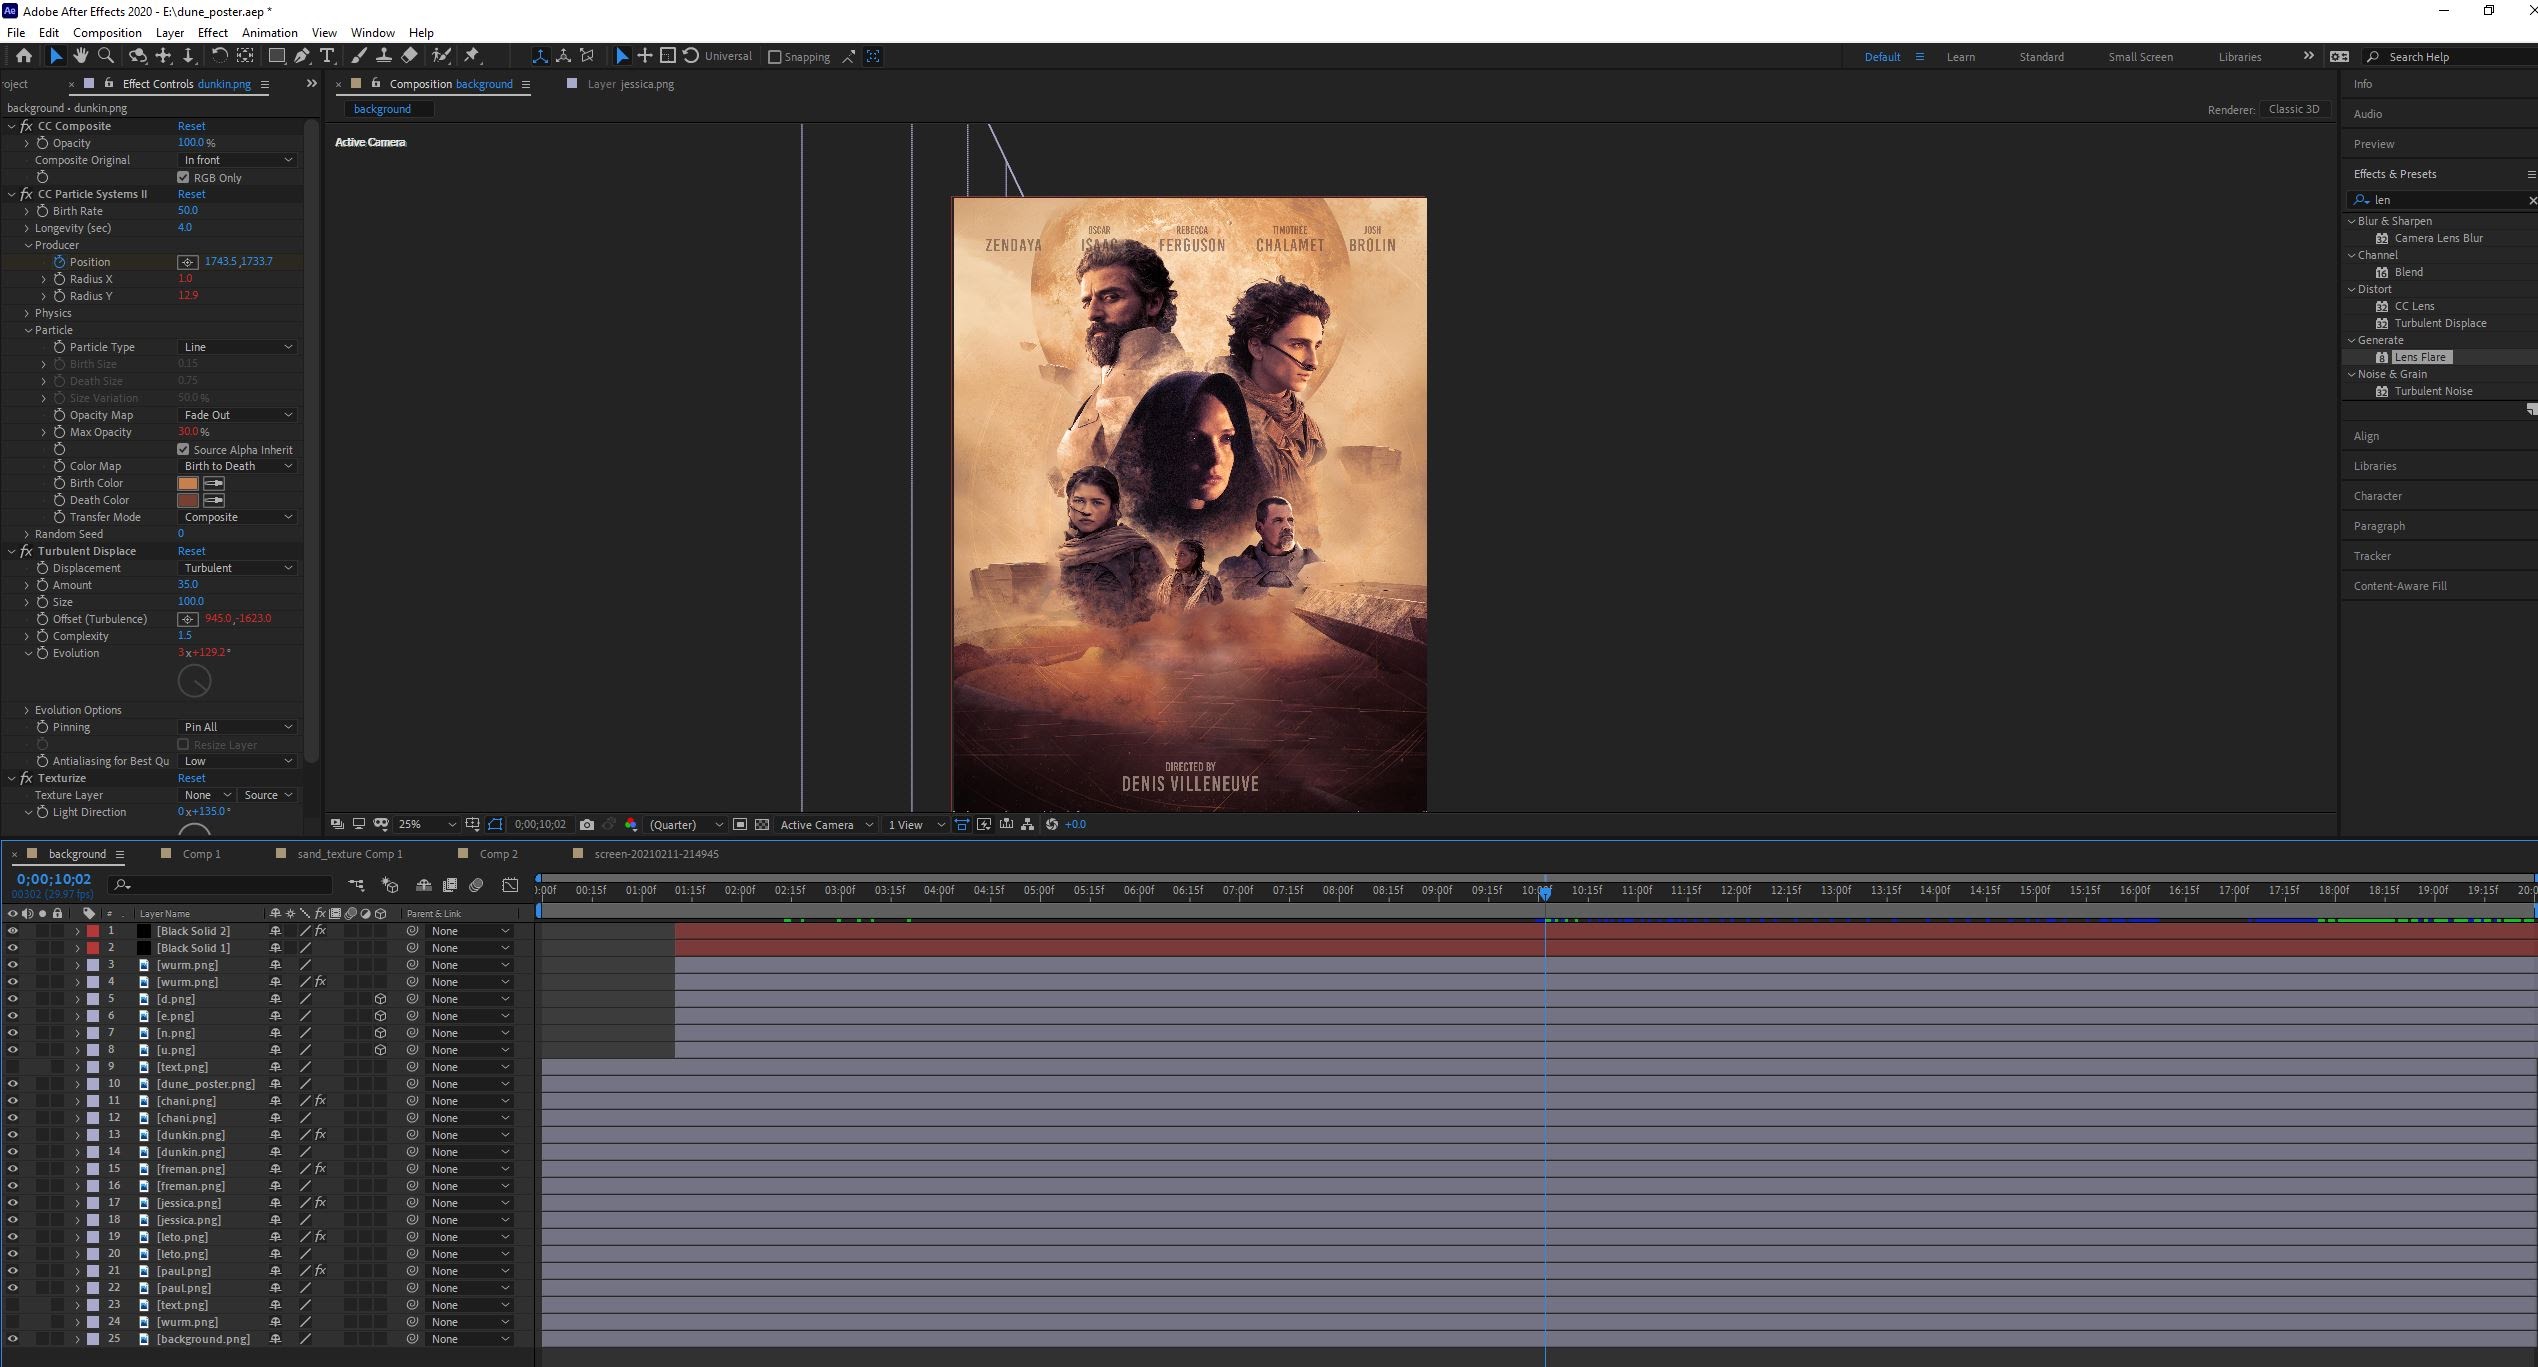 Adobe After Effects 2020 - E:\dune_poster.aep *
File Edit Composition Layer Effect Animation View Window Help
Universal Snapping Default Learn Standard Small Screen Libraries Search Help
oject Effect Controls dunkin.png
background • dunkin.png
fx CC Composite Reset
Opacity 100.0 %
Composite Original In front
RGB Only
fx CC Particle Systems II Reset
Birth Rate 50.0
Longevity (sec) 4.0
Producer
Position 1743.5,1733.7
Radius X 1.0
Radius Y 12.9
Physics
Particle
Particle Type Line
Birth Size 0.15
Death Size 0.75
Size Variation 50.0 %
Opacity Map Fade Out
Max Opacity 30.0 %
Source Alpha Inherit
Color Map Birth to Death
Birth Color
Death Color
Transfer Mode Composite
Random Seed 0
fx Turbulent Displace Reset
Displacement Turbulent
Amount 35.0
Size 100.0
Offset (Turbulence) 945.0,-1623.0
Complexity 1.5
Evolution 3x+129.2°
Evolution Options
Pinning Pin All
Resize Layer
Antialiasing for Best Qu Low
fx Texturize Reset
Texture Layer None Source
Light Direction 0x+135.0°
Composition background Layer jessica.png
background
Renderer: Classic 3D
Active Camera
ZENDAYA
OSCAR
ISAAC
REBECCA
FERGUSON
TIMOTHÉE
CHALAMET
JOSH
BROLIN
DIRECTED BY
DENIS VILLENEUVE
25% 0;00;10;02 (Quarter) Active Camera 1 View +0.0
Info
Audio
Preview
Effects & Presets
len
Blur & Sharpen
32 Camera Lens Blur
Channel
16 Blend
Distort
32 CC Lens
32 Turbulent Displace
Generate
8 Lens Flare
Noise & Grain
32 Turbulent Noise
Align
Libraries
Character
Paragraph
Tracker
Content-Aware Fill
background Comp 1 sand_texture Comp 1 Comp 2 screen-20210211-214945
0;00;10;02
00302 (29.97 fps)
):00f 00:15f 01:00f 01:15f 02:00f 02:15f 03:00f 03:15f 04:00f 04:15f 05:00f 05:15f 06:00f 06:15f 07:00f 07:15f 08:00f 08:15f 09:00f 09:15f 10:00f 10:15f 11:00f 11:15f 12:00f 12:15f 13:00f 13:15f 14:00f 14:15f 15:00f 15:15f 16:00f 16:15f 17:00f 17:15f 18:00f 18:15f 19:00f 19:15f 20:0
# . Layer Name fx Parent & Link
1 [Black Solid 2] fx None
2 [Black Solid 1] None
3 [wurm.png] None
4 [wurm.png] fx None
5 [d.png] None
6 [e.png] None
7 [n.png] None
8 [u.png] None
9 [text.png] None
10 [dune_poster.png] None
11 [chani.png] fx None
12 [chani.png] None
13 [dunkin.png] fx None
14 [dunkin.png] None
15 [freman.png] fx None
16 [freman.png] None
17 [jessica.png] fx None
18 [jessica.png] None
19 [leto.png] fx None
20 [leto.png] None
21 [paul.png] fx None
22 [paul.png] None
23 [text.png] None
24 [wurm.png] None
25 [background.png] None